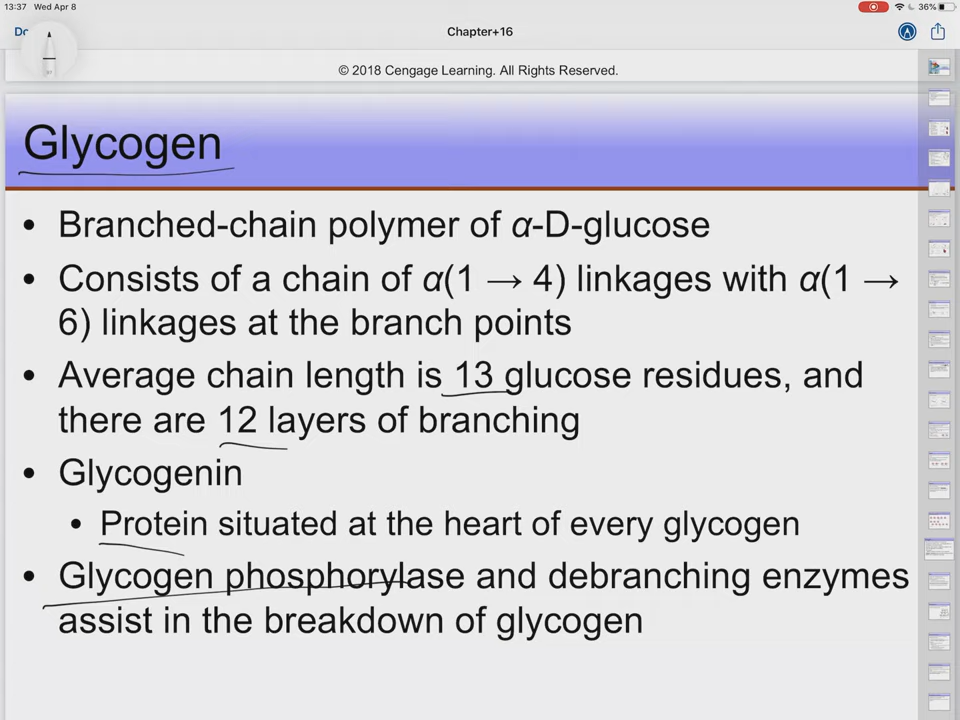 13:37 Wed Apr 8
36%
Chapter+16
© 2018 Cengage Learning. All Rights Reserved.
Glycogen
• Branched-chain polymer of α-D-glucose
• Consists of a chain of α(1 → 4) linkages with α(1 →
6) linkages at the branch points
• Average chain length is 13 glucose residues, and
there are 12 layers of branching
• Glycogenin
• Protein situated at the heart of every glycogen
• Glycogen phosphorylase and debranching enzymes
assist in the breakdown of glycogen